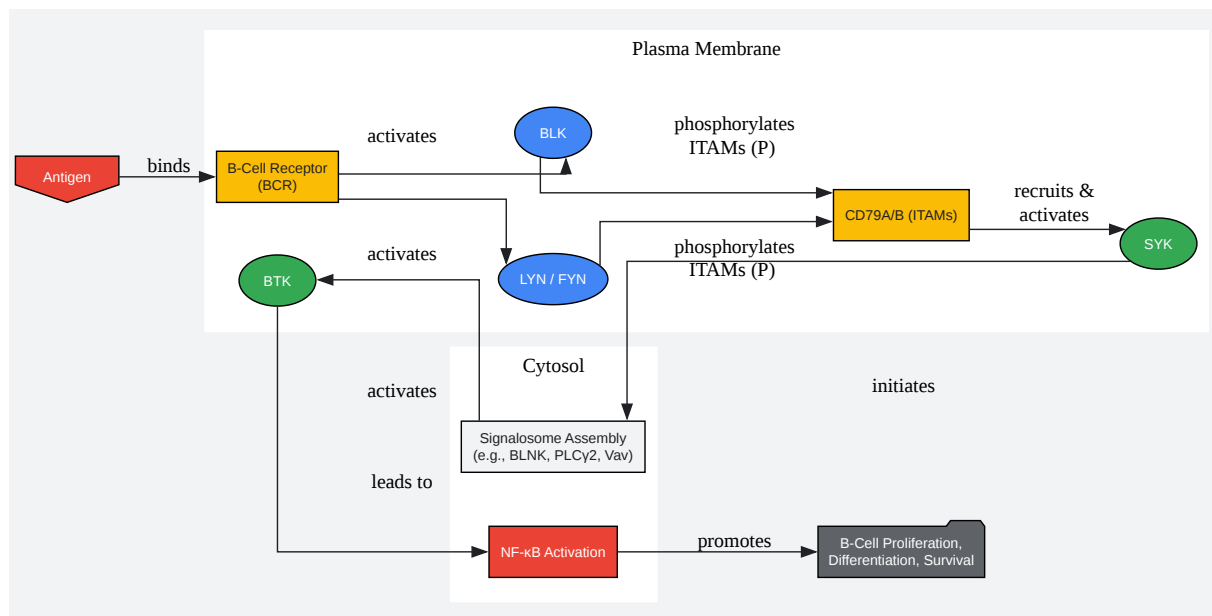 Plasma Membrane
BLK
phosphorylates
ITAMs (P)
activates
Antigen
binds
B-Cell Receptor
(BCR)
CD79A/B (ITAMs)
recruits &
activates
SYK
activates
phosphorylates
ITAMs (P)
BTK
LYN / FYN
Cytosol
activates
initiates
Signalosome Assembly
(e.g., BLNK, PLCγ2, Vav)
leads to
NF-κB Activation
promotes
B-Cell Proliferation,
Differentiation, Survival